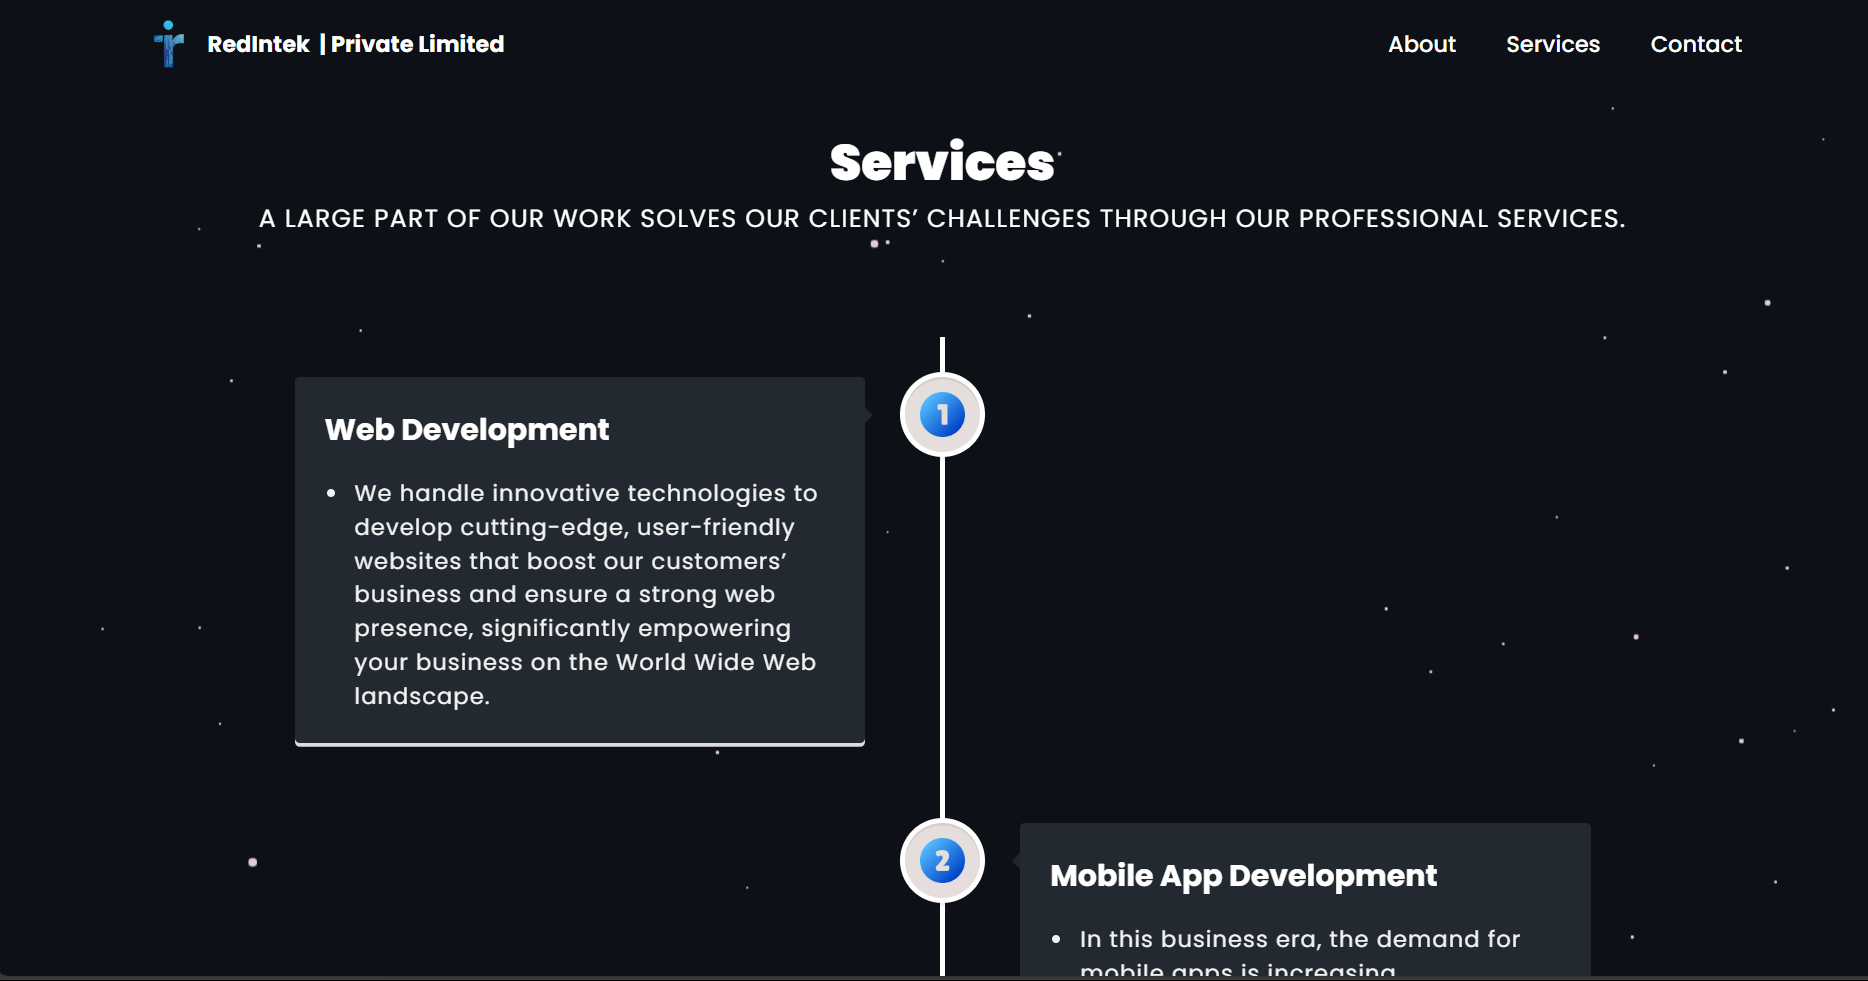 RedIntek | Private Limited
About
Services
Contact
Services
A LARGE PART OF OUR WORK SOLVES OUR CLIENTS’ CHALLENGES THROUGH OUR PROFESSIONAL SERVICES.
1
Web Development
• We handle innovative technologies to
develop cutting-edge, user-friendly
websites that boost our customers’
business and ensure a strong web
presence, significantly empowering
your business on the World Wide Web
landscape.
2
Mobile App Development
• In this business era, the demand for
mobile apps is increasing